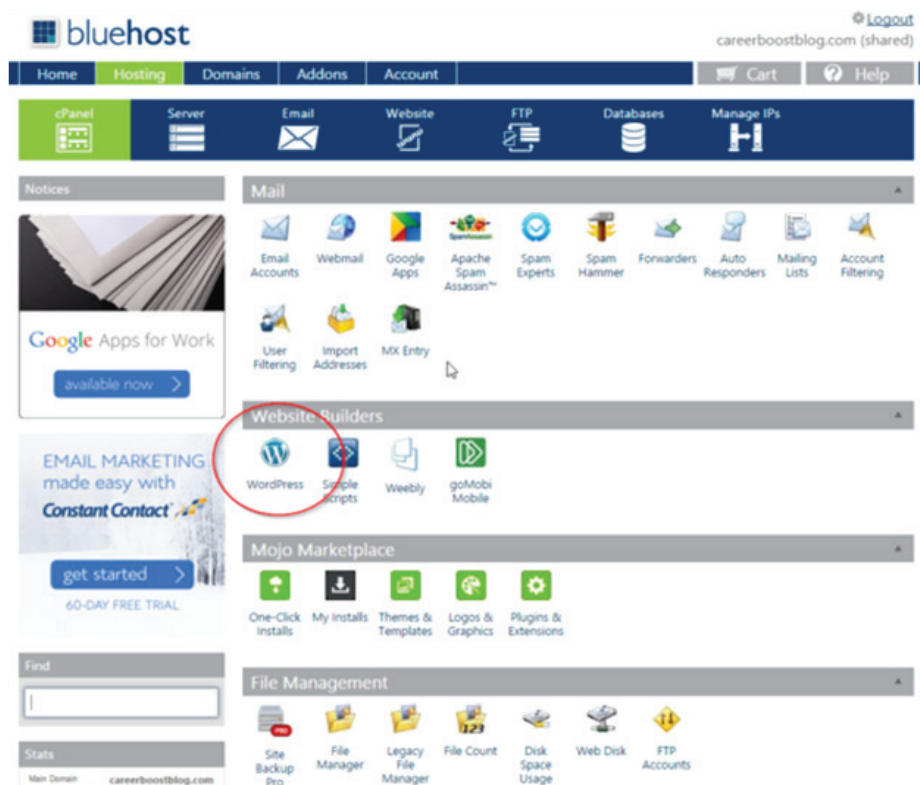 bluehost
Logout
careerboostblog.com (shared)
Home Hosting Domains Addons Account Cart Help
cPanel Server Email Website FTP Databases Manage IPs
Notices
Google Apps for Work
available now
EMAIL MARKETING
made easy with
Constant Contact
get started
60-DAY FREE TRIAL
Find
Stats
Main Domain careerboostblog.com
Mail
Email Accounts
Webmail
Google Apps
Apache Spam Assassin™
Spam Experts
Spam Hammer
Forwarders
Auto Responders
Mailing Lists
Account Filtering
User Filtering
Import Addresses
MX Entry
Website Builders
WordPress
Simple Scripts
Weebly
goMobi Mobile
Mojo Marketplace
One-Click Installs
My Installs
Themes & Templates
Logos & Graphics
Plugins & Extensions
File Management
PRO
Site Backup Pro
File Manager
Legacy File Manager
123
File Count
Disk Space Usage
Web Disk
FTP Accounts